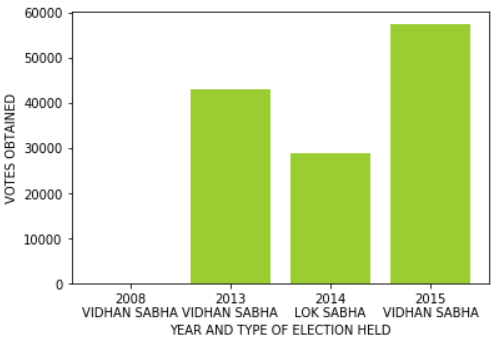 60000
50000
40000
30000
20000
10000
0
VOTES OBTAINED
2008 2013 2014 2015
VIDHAN SABHA VIDHAN SABHA LOK SABHA VIDHAN SABHA
YEAR AND TYPE OF ELECTION HELD